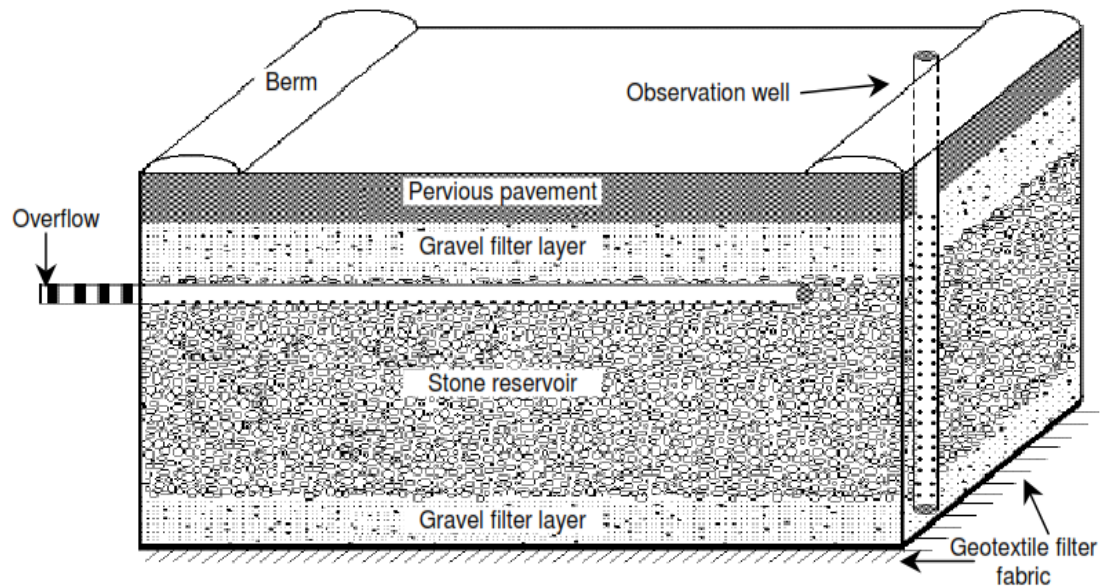 Berm
Observation well
Pervious pavement
Overflow
Gravel filter layer
Stone reservoir
Gravel filter layer
Geotextile filter
fabric